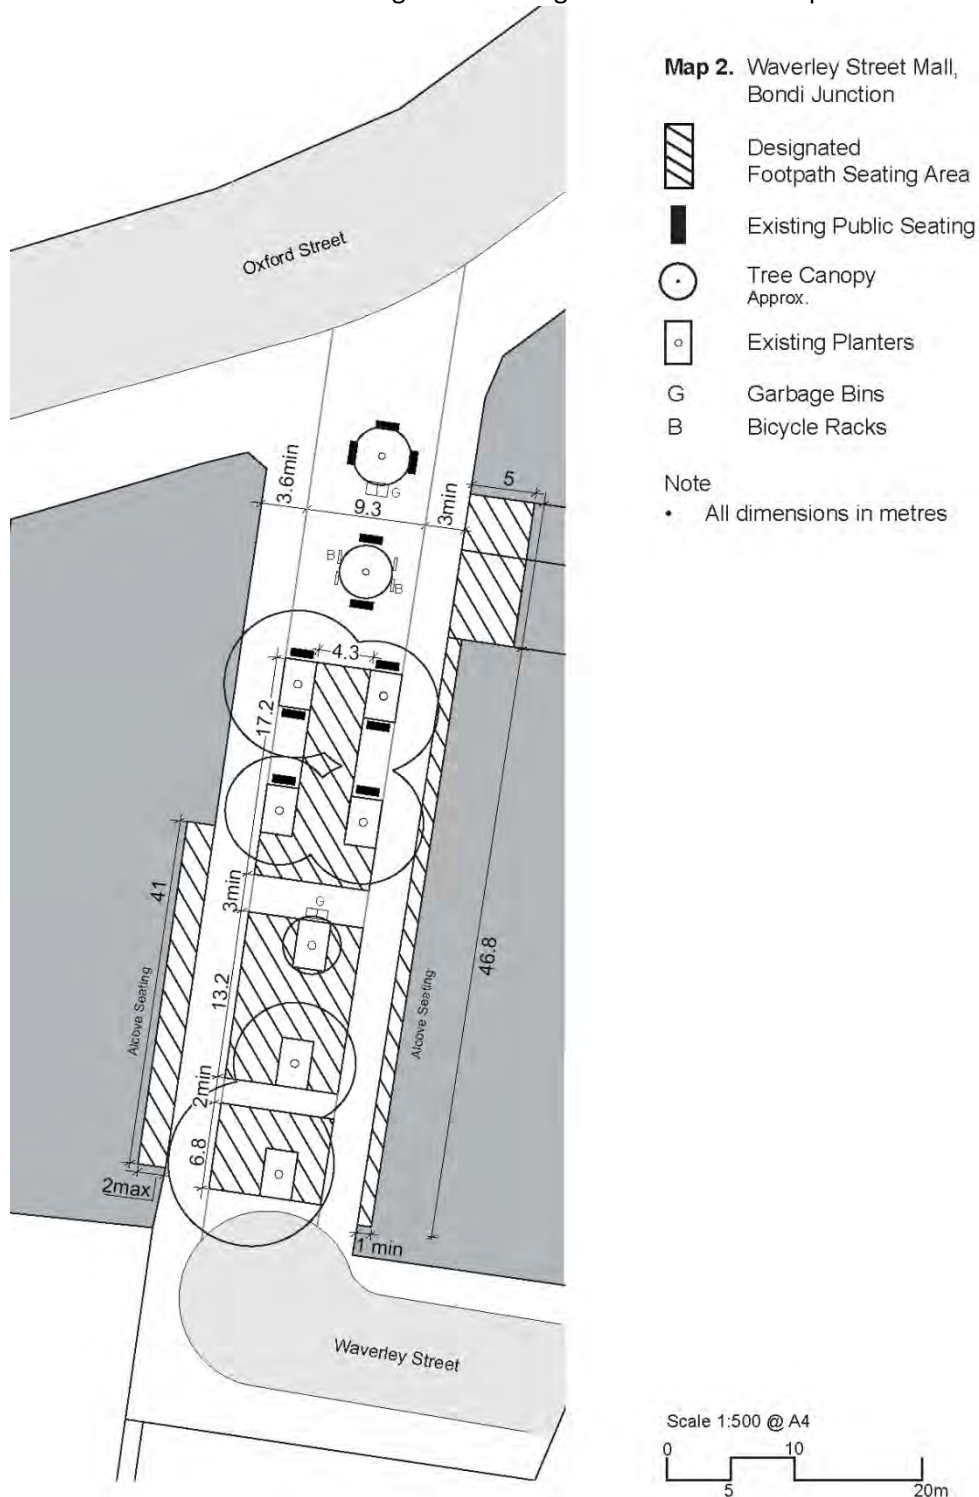 Map 2. Waverley Street Mall,
Bondi Junction
Designated
Footpath Seating Area
Existing Public Seating
Tree Canopy
Approx.
Existing Planters
G Garbage Bins
B Bicycle Racks
Note
• All dimensions in metres
Oxford Street
3.6min
9.3
3min
5
G
B
B
4.3
17.2
3min
G
41
Alcove Seating
13.2
46.8
Alcove Seating
2min
6.8
2max
1 min
Waverley Street
Scale 1:500 @ A4
0 10
5 20m